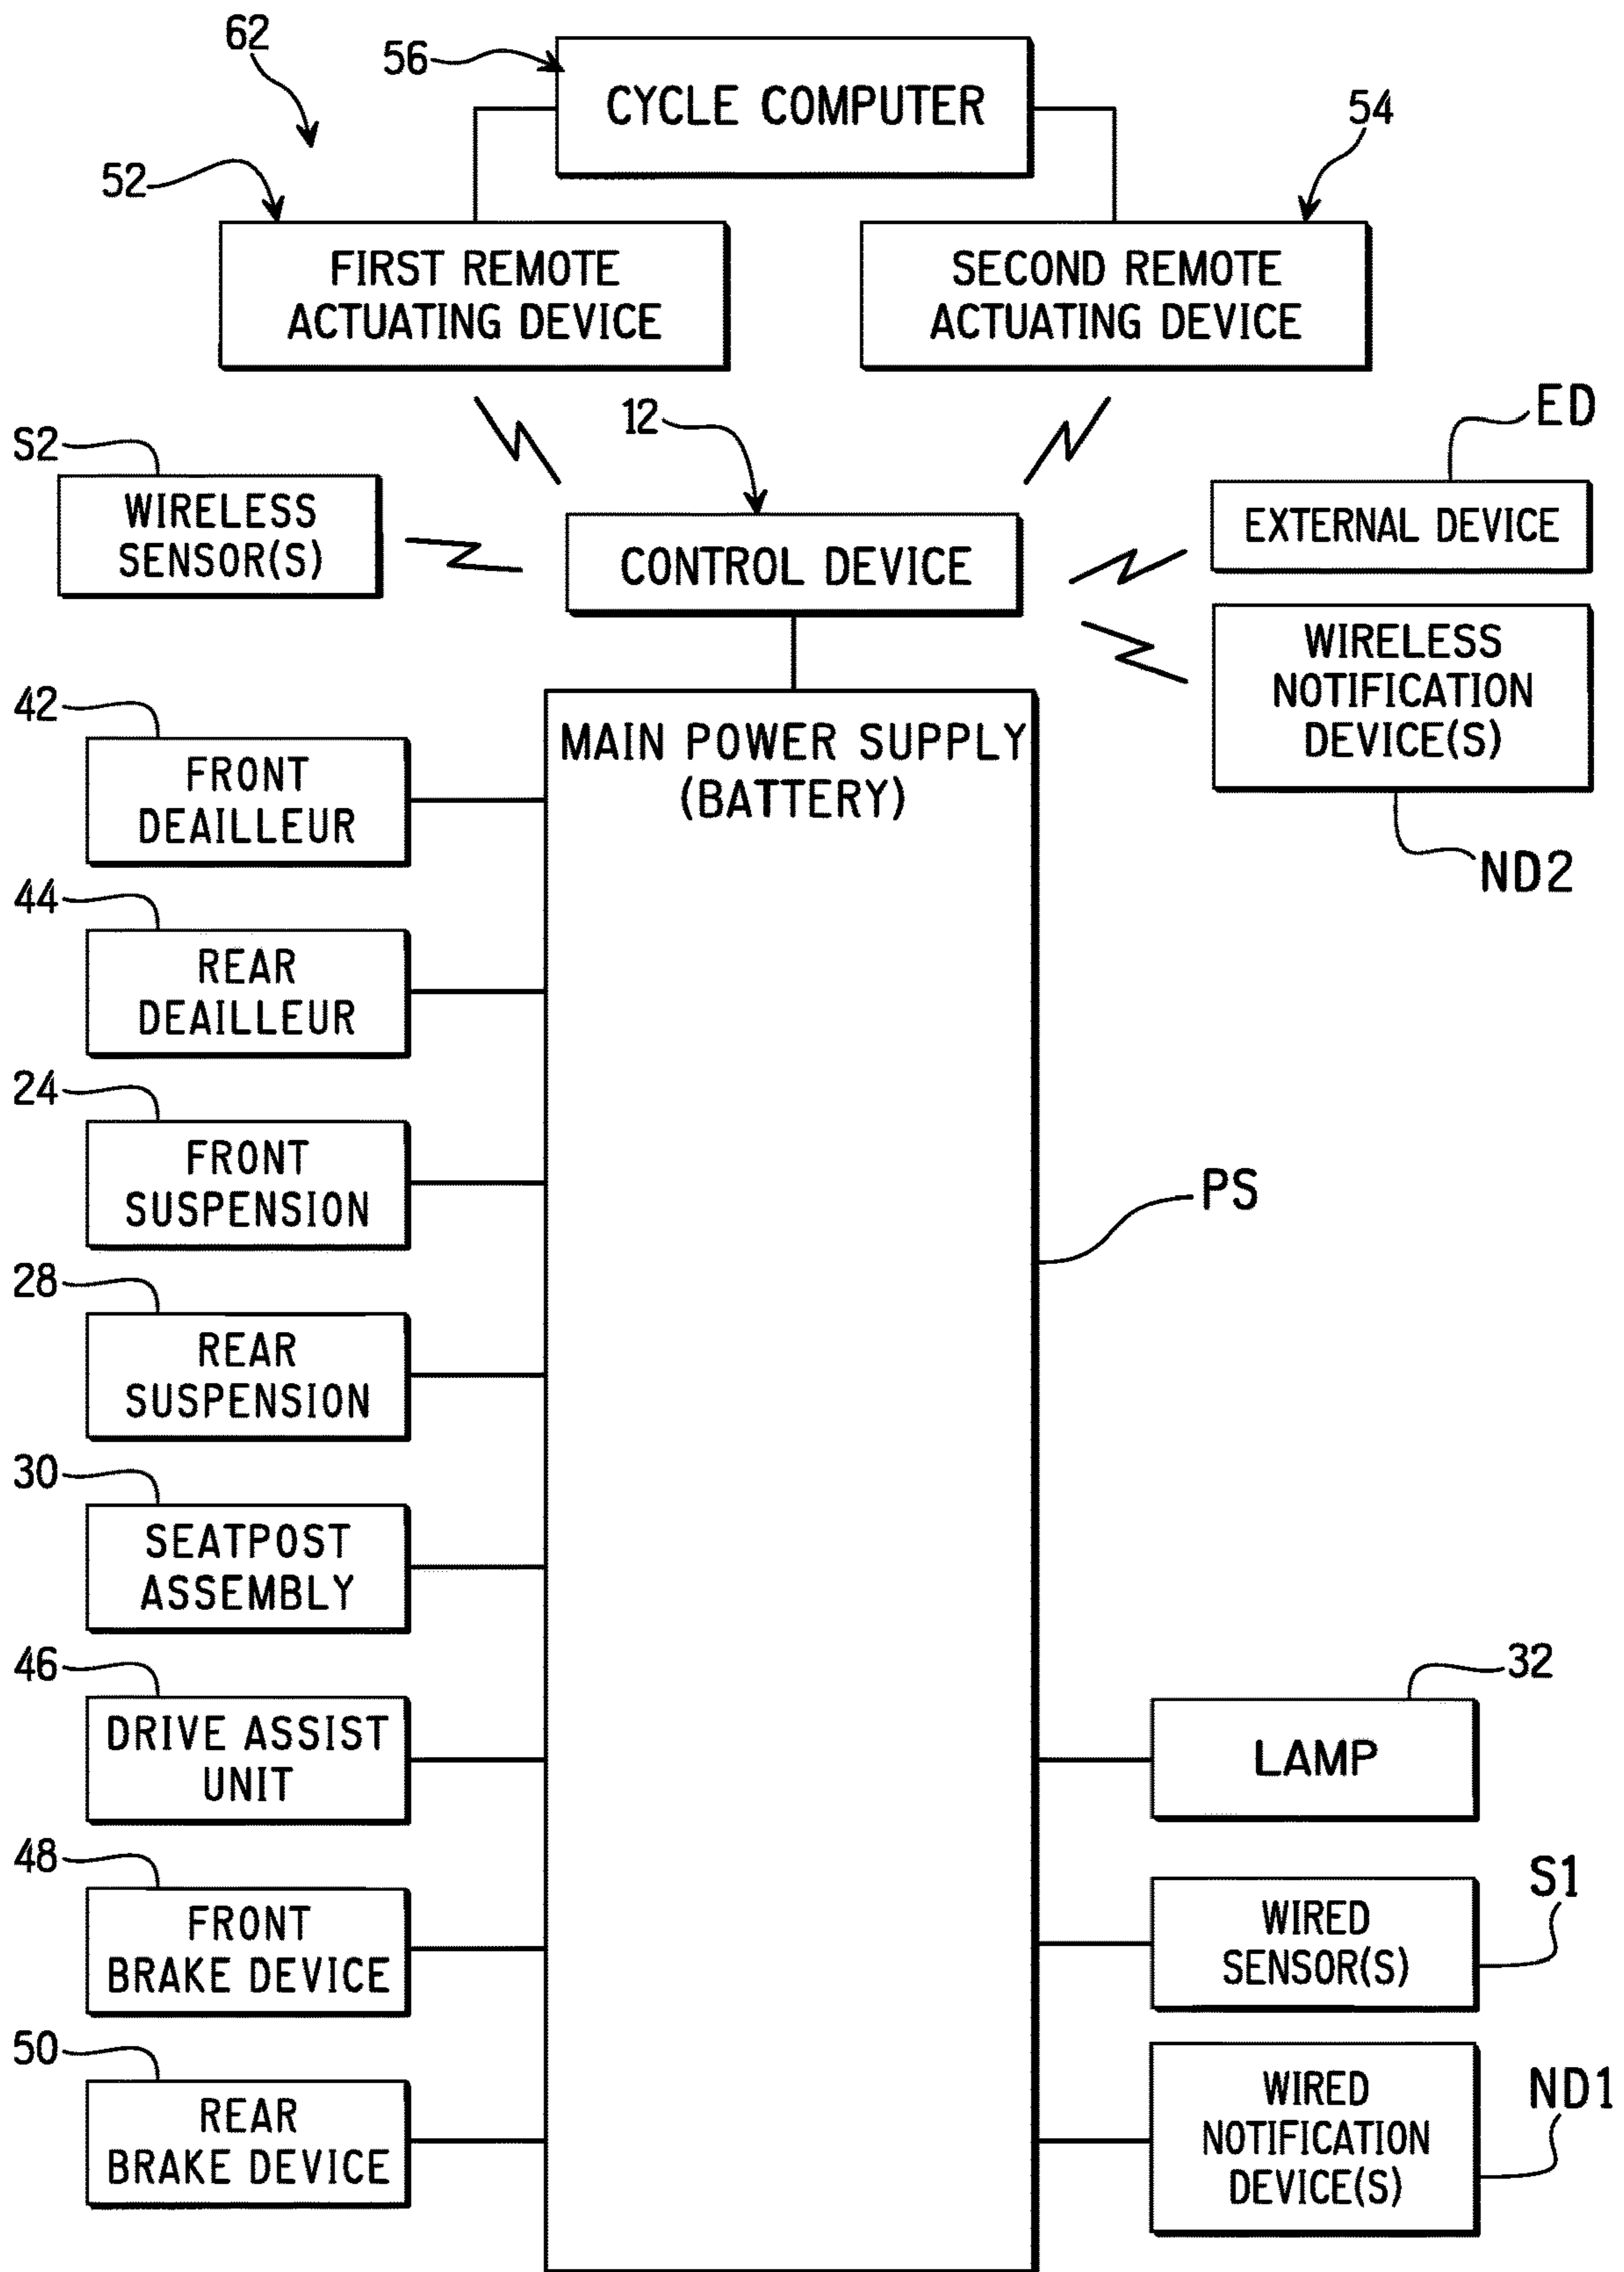 62
56
CYCLE COMPUTER
54
52
FIRST REMOTE
ACTUATING DEVICE
SECOND REMOTE
ACTUATING DEVICE
12
ED
S2
WIRELESS
SENSOR(S)
CONTROL DEVICE
EXTERNAL DEVICE
WIRELESS
NOTIFICATION
DEVICE(S)
ND2
MAIN POWER SUPPLY
(BATTERY)
PS
42
FRONT
DEAILLEUR
44
REAR
DEAILLEUR
24
FRONT
SUSPENSION
28
REAR
SUSPENSION
30
SEATPOST
ASSEMBLY
46
DRIVE ASSIST
UNIT
48
FRONT
BRAKE DEVICE
50
REAR
BRAKE DEVICE
32
LAMP
S1
WIRED
SENSOR(S)
ND1
WIRED
NOTIFICATION
DEVICE(S)